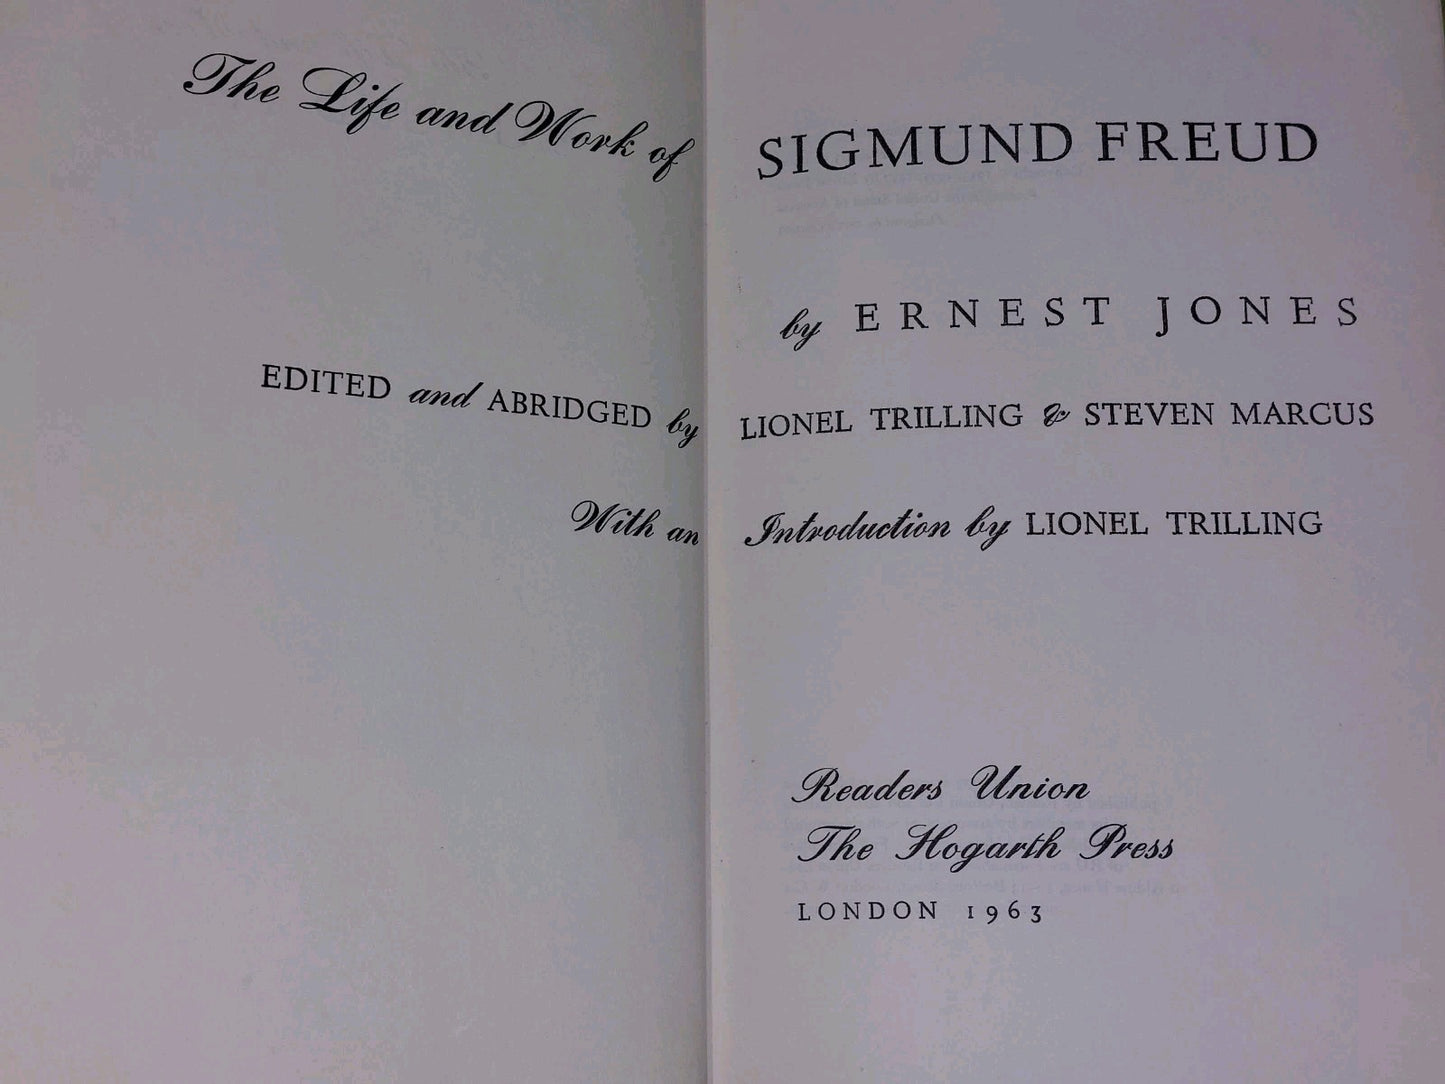 The Life and Work of SIGMUND FREUD
by ERNEST JONES
EDITED and ABRIDGED by LIONEL TRILLING & STEVEN MARCUS
With an Introduction by LIONEL TRILLING
Readers Union
The Hogarth Press
LONDON 1963